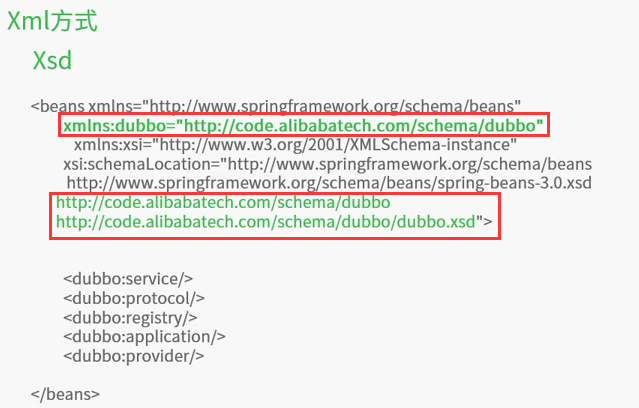 Xml方式
Xsd
<beans xmlns="http://www.springframework.org/schema/beans"
xmlns:dubbo="http://code.alibabatech.com/schema/dubbo"
xmlns:xsi="http://www.w3.org/2001/XMLSchema-instance"
xsi:schemaLocation="http://www.springframework.org/schema/beans
http://www.springframework.org/schema/beans/spring-beans-3.0.xsd
http://code.alibabatech.com/schema/dubbo
http://code.alibabatech.com/schema/dubbo/dubbo.xsd">
<dubbo:service/>
<dubbo:protocol/>
<dubbo:registry/>
<dubbo:application/>
<dubbo:provider/>
</beans>